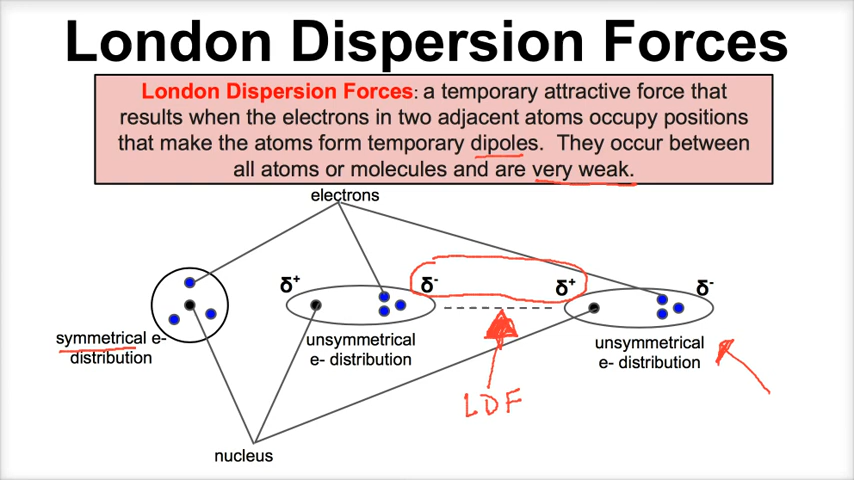 London Dispersion Forces
London Dispersion Forces: a temporary attractive force that
results when the electrons in two adjacent atoms occupy positions
that make the atoms form temporary dipoles. They occur between
all atoms or molecules and are very weak.
electrons
δ+ δ- δ+ δ-
symmetrical e-
distribution
unsymmetrical
e- distribution
unsymmetrical
e- distribution
LDF
nucleus